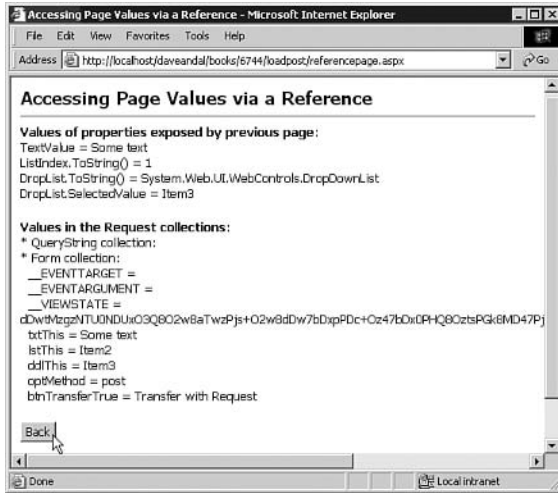 Accessing Page Values via a Reference - Microsoft Internet Explorer
File Edit View Favorites Tools Help
Address http://localhost/daveandal/books/6744/loadpost/referencepage.aspx Go
Accessing Page Values via a Reference
Values of properties exposed by previous page:
TextValue = Some text
ListIndex.ToString() = 1
DropList.ToString() = System.Web.UI.WebControls.DropDownList
DropList.SelectedValue = Item3
Values in the Request collections:
* QueryString collection:
* Form collection:
__EVENTTARGET =
__EVENTARGUMENT =
__VIEWSTATE =
txtThis = Some text
lstThis = Item2
ddlThis = Item3
optMethod = post
btnTransferTrue = Transfer with Request
Back
Done Local intranet